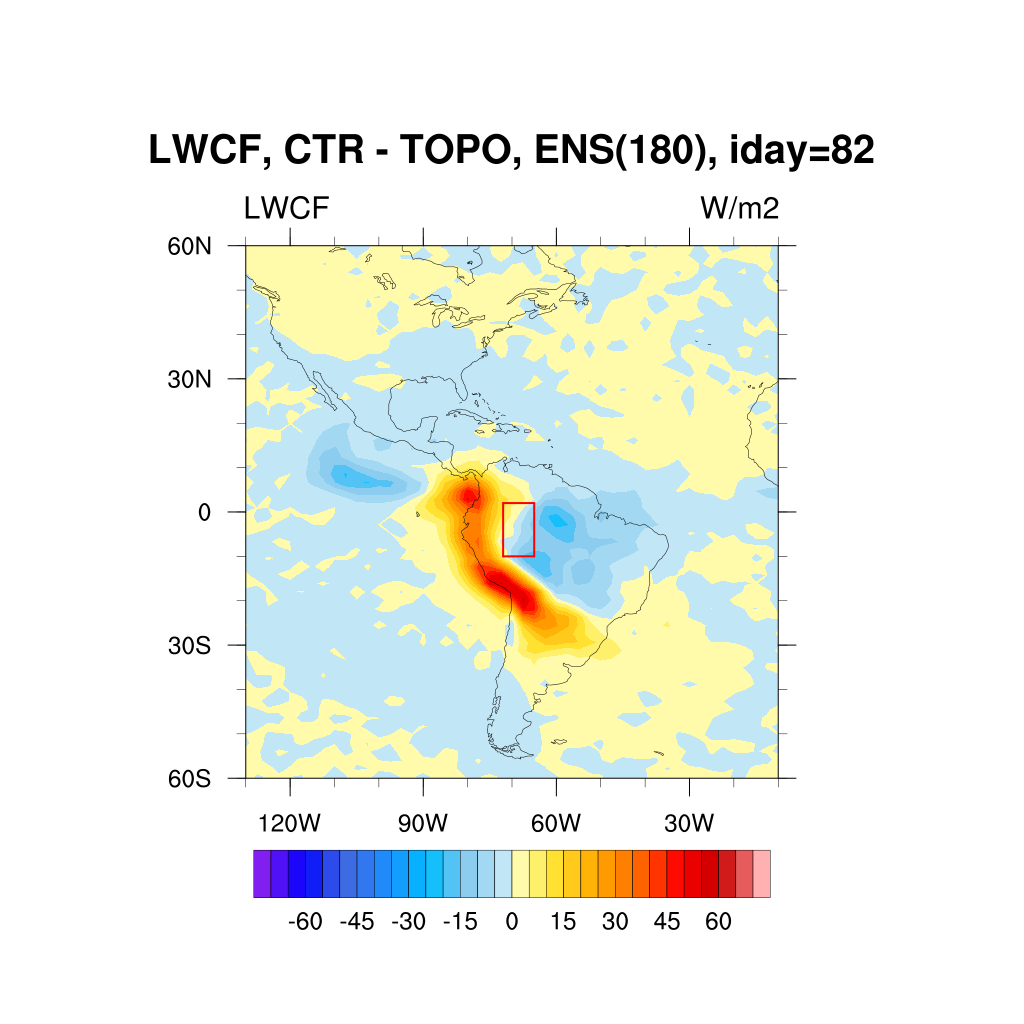 LWCF, CTR - TOPO, ENS(180), iday=82
LWCF W/m2
60N
30N
0
30S
60S
120W 90W 60W 30W
-60 -45 -30 -15 0 15 30 45 60